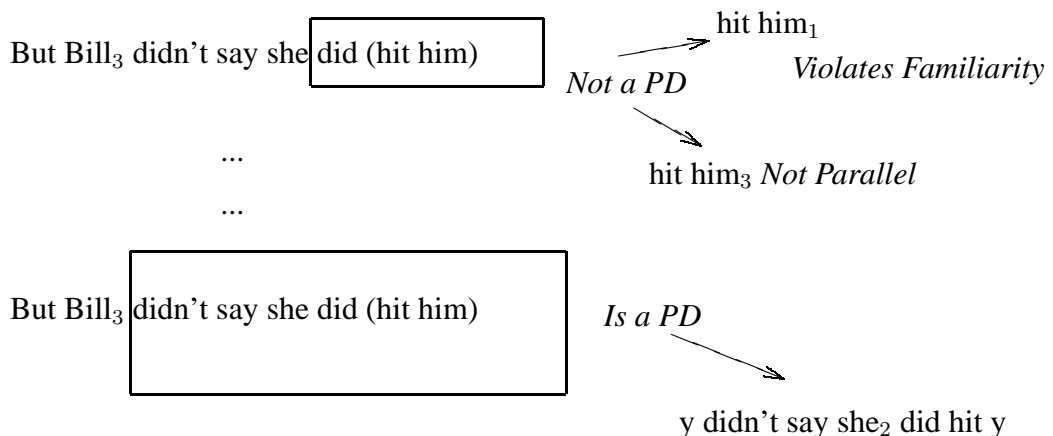 hit him₁
But Bill₃ didn't say she did (hit him)
Violates Familiarity
Not a PD
...
hit him₃ Not Parallel
...
But Bill₃ didn't say she did (hit him)
Is a PD
y didn't say she₂ did hit y